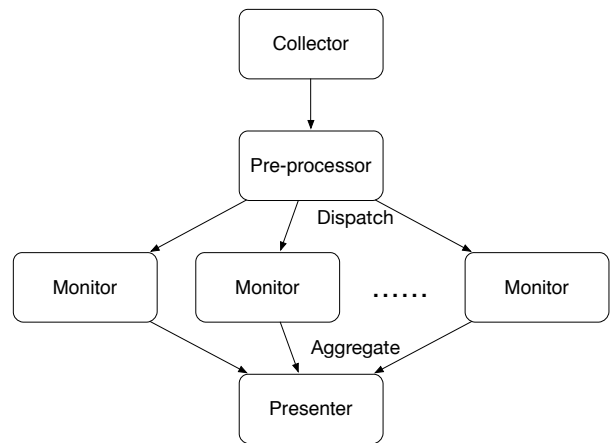 Collector
Pre-processor
Dispatch
Monitor
Monitor
......
Monitor
Aggregate
Presenter